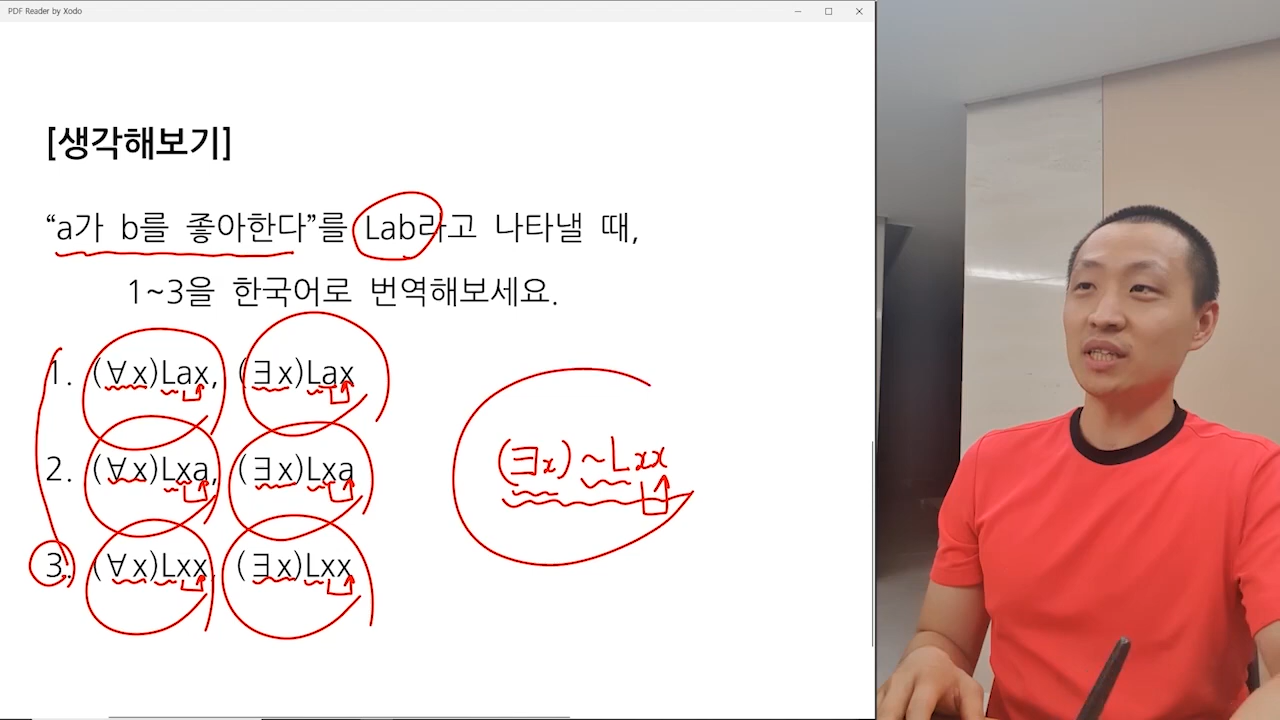 PDF Reader by Xodo
[생각해보기]
“a가 b를 좋아한다”를 Lab라고 나타낼 때,
1~3을 한국어로 번역해보세요.
1. (∀x)Lax, (∃x)Lax
2. (∀x)Lxa, (∃x)Lxa
(∃x)~Lxx
3. (∀x)Lxx, (∃x)Lxx